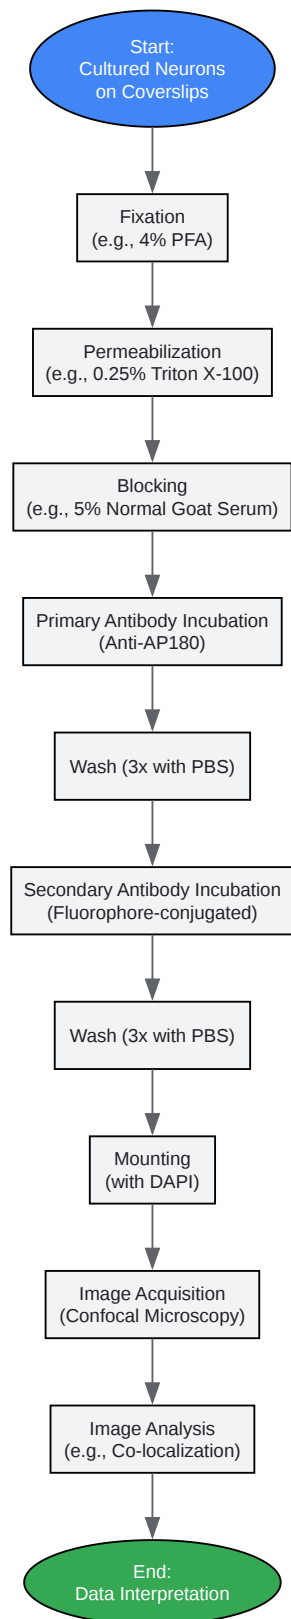 Start:
Cultured Neurons
on Coverslips
Fixation
(e.g., 4% PFA)
Permeabilization
(e.g., 0.25% Triton X-100)
Blocking
(e.g., 5% Normal Goat Serum)
Primary Antibody Incubation
(Anti-AP180)
Wash (3x with PBS)
Secondary Antibody Incubation
(Fluorophore-conjugated)
Wash (3x with PBS)
Mounting
(with DAPI)
Image Acquisition
(Confocal Microscopy)
Image Analysis
(e.g., Co-localization)
End:
Data Interpretation